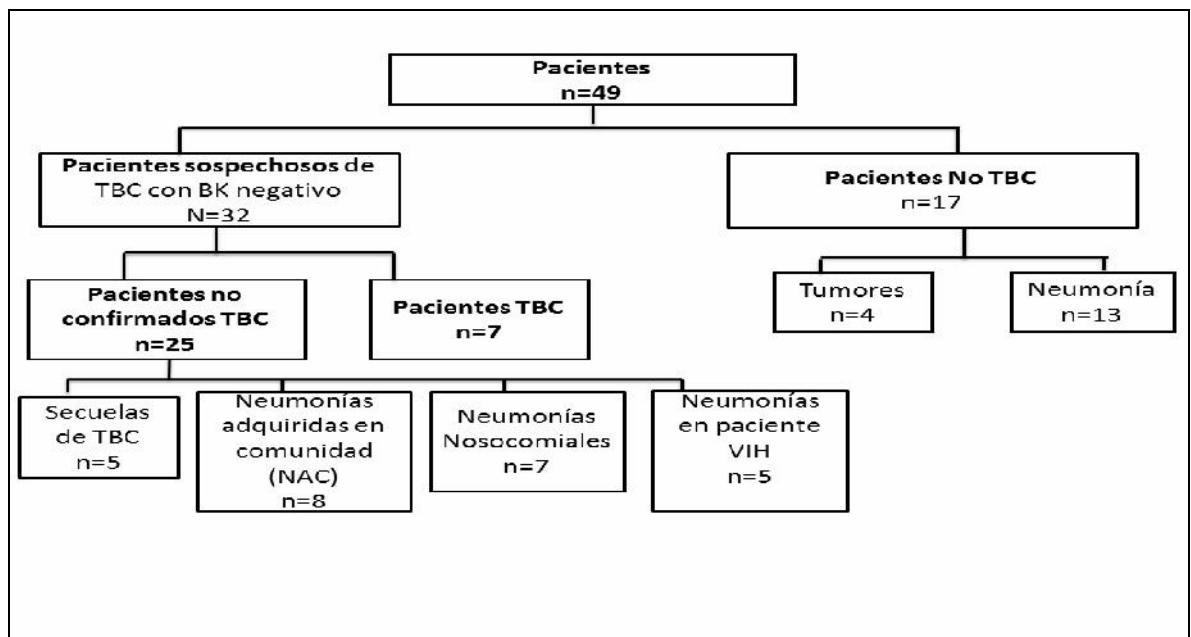 Pacientes
n=49
Pacientes sospechosos de
TBC con BK negativo
N=32
Pacientes No TBC
n=17
Pacientes no
confirmados TBC
n=25
Pacientes TBC
n=7
Tumores
n=4
Neumonía
n=13
Secuelas
de TBC
n=5
Neumonías
adquiridas en
comunidad
(NAC)
n=8
Neumonías
Nosocomiales
n=7
Neumonías
en paciente
VIH
n=5